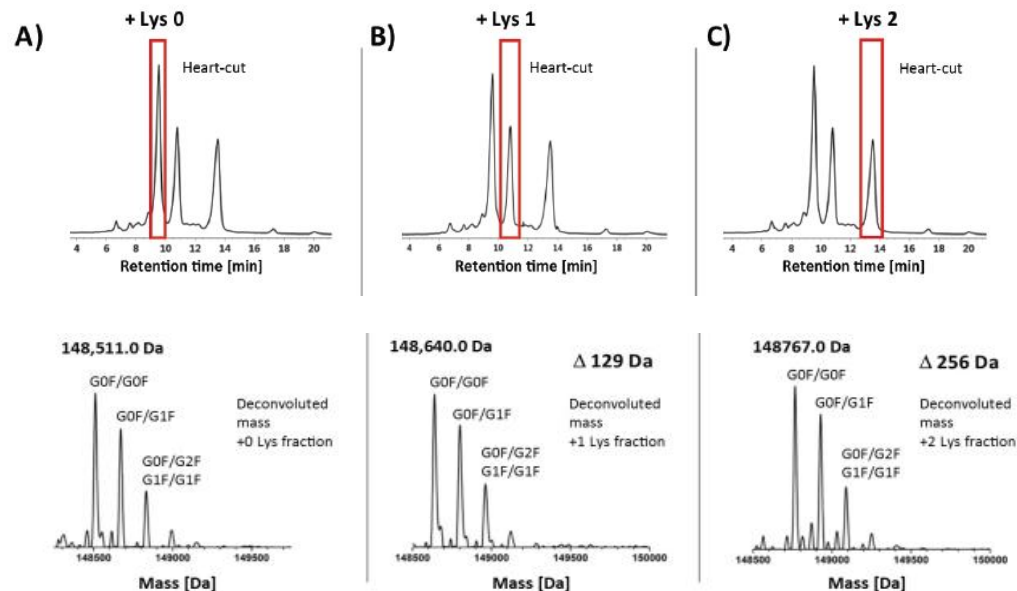 + Lys 0
A)
Heart-cut
4 6 8 10 12 14 16 18 20
Retention time [min]
148,511.0 Da
G0F/G0F
G0F/G1F
G0F/G2F
G1F/G1F
Deconvoluted
mass
+0 Lys fraction
148500 149000 149500
Mass [Da]
+ Lys 1
B)
Heart-cut
4 6 8 10 12 14 16 18 20
Retention time [min]
148,640.0 Da
Δ 129 Da
G0F/G0F
G0F/G1F
G0F/G2F
G1F/G1F
Deconvoluted
mass
+1 Lys fraction
148500 149000 149500 150000
Mass [Da]
+ Lys 2
C)
Heart-cut
4 6 8 10 12 14 16 18 20
Retention time [min]
148767.0 Da
Δ 256 Da
G0F/G0F
G0F/G1F
G0F/G2F
G1F/G1F
Deconvoluted
mass
+2 Lys fraction
148500 149000 149500 150000
Mass [Da]